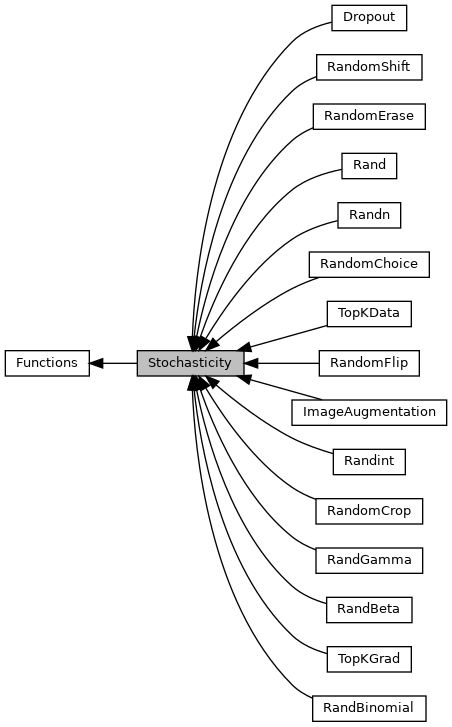 Dropout
RandomShift
RandomErase
Rand
Randn
RandomChoice
TopKData
Functions
Stochasticity
RandomFlip
ImageAugmentation
Randint
RandomCrop
RandGamma
RandBeta
TopKGrad
RandBinomial